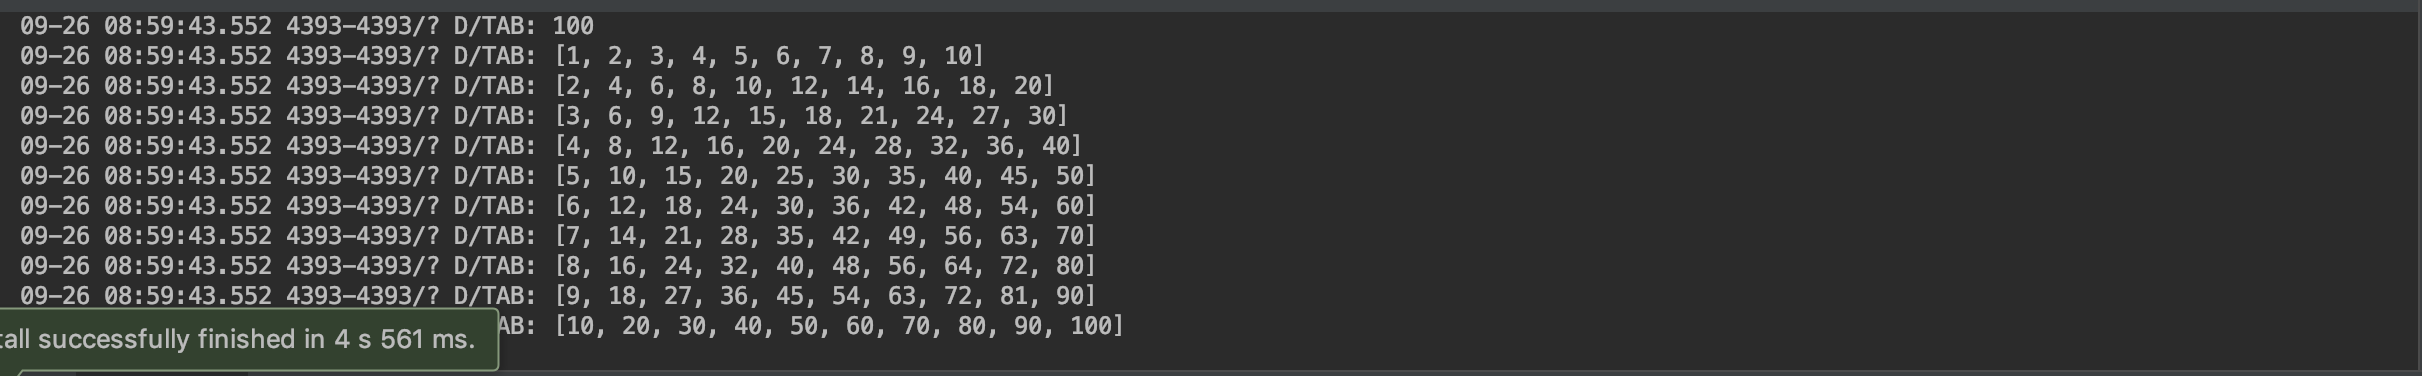 09-26 08:59:43.552 4393-4393/? D/TAB: 100
09-26 08:59:43.552 4393-4393/? D/TAB: [1, 2, 3, 4, 5, 6, 7, 8, 9, 10]
09-26 08:59:43.552 4393-4393/? D/TAB: [2, 4, 6, 8, 10, 12, 14, 16, 18, 20]
09-26 08:59:43.552 4393-4393/? D/TAB: [3, 6, 9, 12, 15, 18, 21, 24, 27, 30]
09-26 08:59:43.552 4393-4393/? D/TAB: [4, 8, 12, 16, 20, 24, 28, 32, 36, 40]
09-26 08:59:43.552 4393-4393/? D/TAB: [5, 10, 15, 20, 25, 30, 35, 40, 45, 50]
09-26 08:59:43.552 4393-4393/? D/TAB: [6, 12, 18, 24, 30, 36, 42, 48, 54, 60]
09-26 08:59:43.552 4393-4393/? D/TAB: [7, 14, 21, 28, 35, 42, 49, 56, 63, 70]
09-26 08:59:43.552 4393-4393/? D/TAB: [8, 16, 24, 32, 40, 48, 56, 64, 72, 80]
09-26 08:59:43.552 4393-4393/? D/TAB: [9, 18, 27, 36, 45, 54, 63, 72, 81, 90]
AB: [10, 20, 30, 40, 50, 60, 70, 80, 90, 100]
tall successfully finished in 4 s 561 ms.